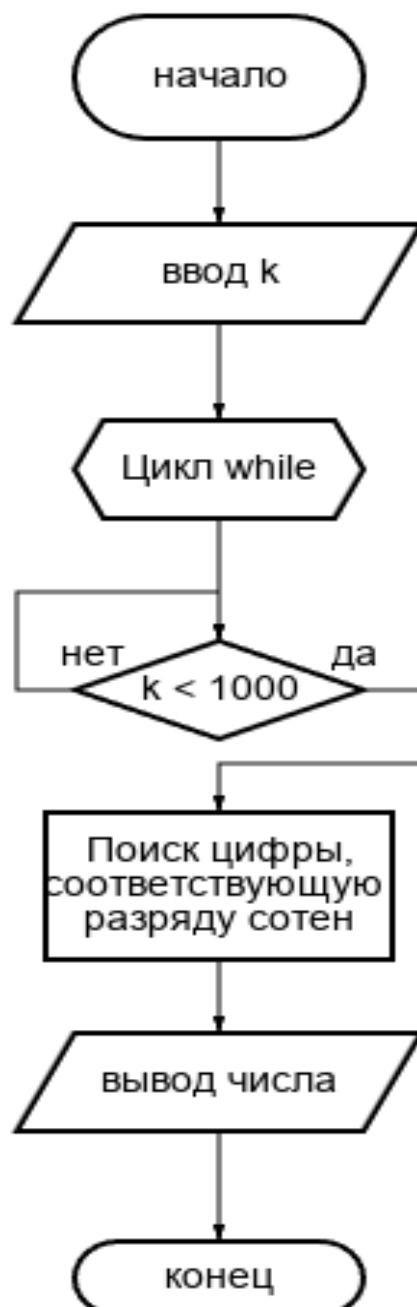 начало
ввод k
Цикл while
нет
да
k < 1000
Поиск цифры,
соответствующую
разряду сотен
вывод числа
конец